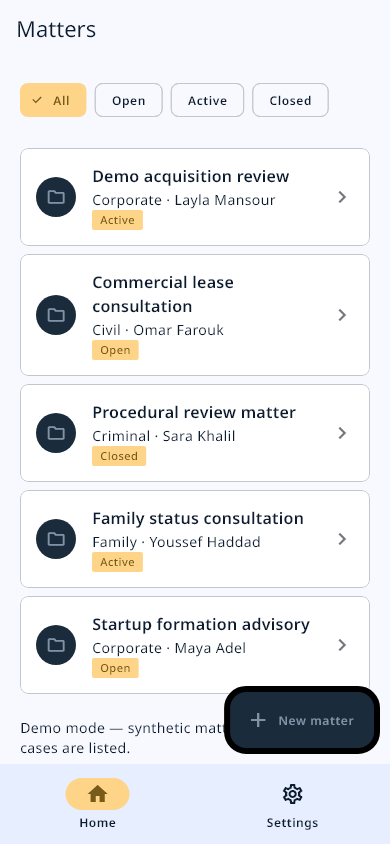 Matters
All
Open
Active
Closed
Demo acquisition review
Corporate · Layla Mansour
Active
Commercial lease
consultation
Civil · Omar Farouk
Open
Procedural review matter
Criminal · Sara Khalil
Closed
Family status consultation
Family · Youssef Haddad
Active
Startup formation advisory
Corporate · Maya Adel
Open
Demo mode — synthetic
cases are listed.
New matter
Home
Settings